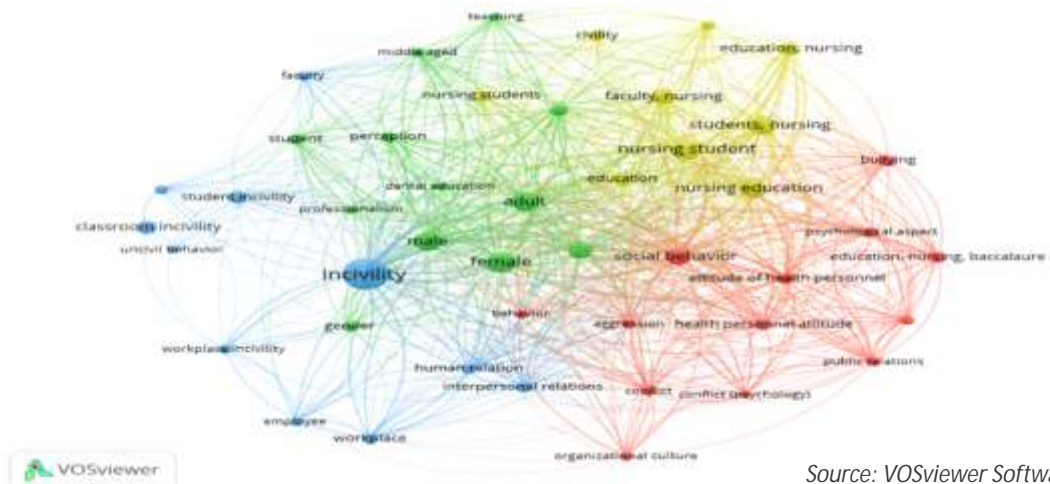 teaching
civility
education, nursing
middle aged
faculty
nursing students
faculty, nursing
students, nursing
student
perception
nursing student
bullying
dental education
education
nursing education
student incivility
adult
professionalism
classroom incivility
psychological aspect
uncivil behavior
male
female
social behavior
education, nursing, baccalaure
incivility
attitude of health personnel
behavior
gender
aggression
health personnel attitude
workplace incivility
human relation
public relations
interpersonal relations
conflict
conflict (psychology)
employee
workplace
organizational culture
VOSviewer
Source: VOSviewer Softwa